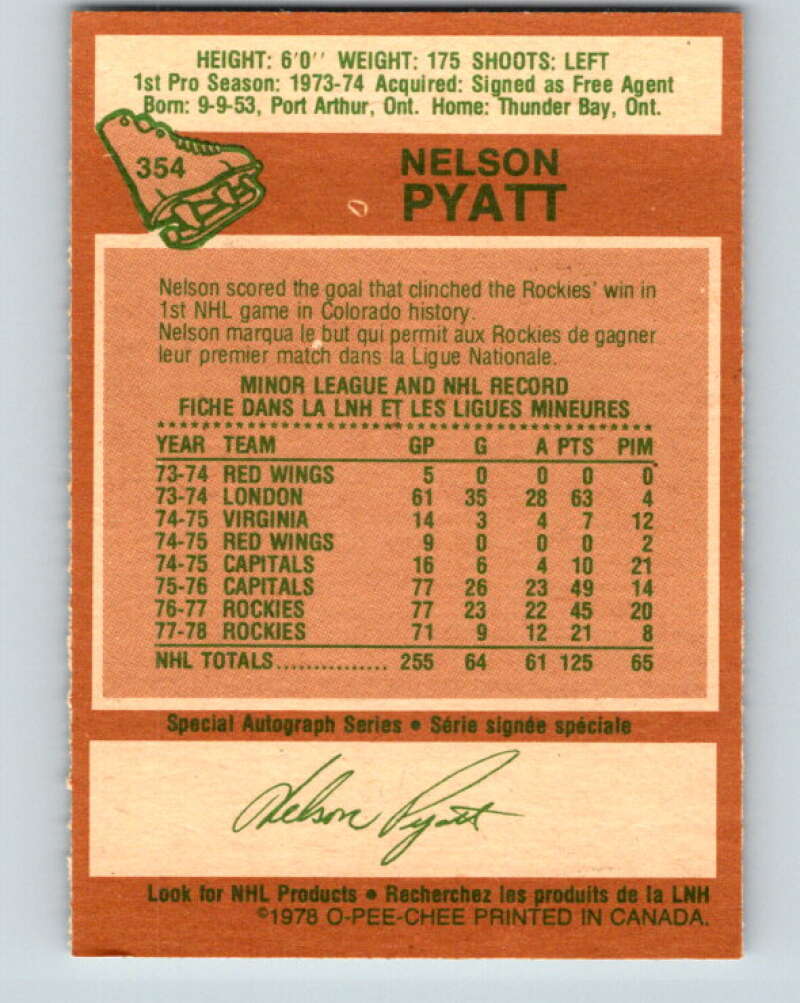 HEIGHT: 6'0'' WEIGHT: 175 SHOOTS: LEFT
1st Pro Season: 1973-74 Acquired: Signed as Free Agent
Born: 9-9-53, Port Arthur, Ont. Home: Thunder Bay, Ont.
354
NELSON
PYATT
Nelson scored the goal that clinched the Rockies' win in
1st NHL game in Colorado history.
Nelson marqua le but qui permit aux Rockies de gagner
leur premier match dans la Ligue Nationale.
MINOR LEAGUE AND NHL RECORD
FICHE DANS LA LNH ET LES LIGUES MINEURES
YEAR TEAM GP G A PTS PIM
73-74 RED WINGS 5 0 0 0 0
73-74 LONDON 61 35 28 63 4
74-75 VIRGINIA 14 3 4 7 12
74-75 RED WINGS 9 0 0 0 2
74-75 CAPITALS 16 6 4 10 21
75-76 CAPITALS 77 26 23 49 14
76-77 ROCKIES 77 23 22 45 20
77-78 ROCKIES 71 9 12 21 8
NHL TOTALS............... 255 64 61 125 65
Special Autograph Series • Série signée spéciale
Nelson Pyatt
Look for NHL Products • Recherchez les produits de la LNH
©1978 O-PEE-CHEE PRINTED IN CANADA.